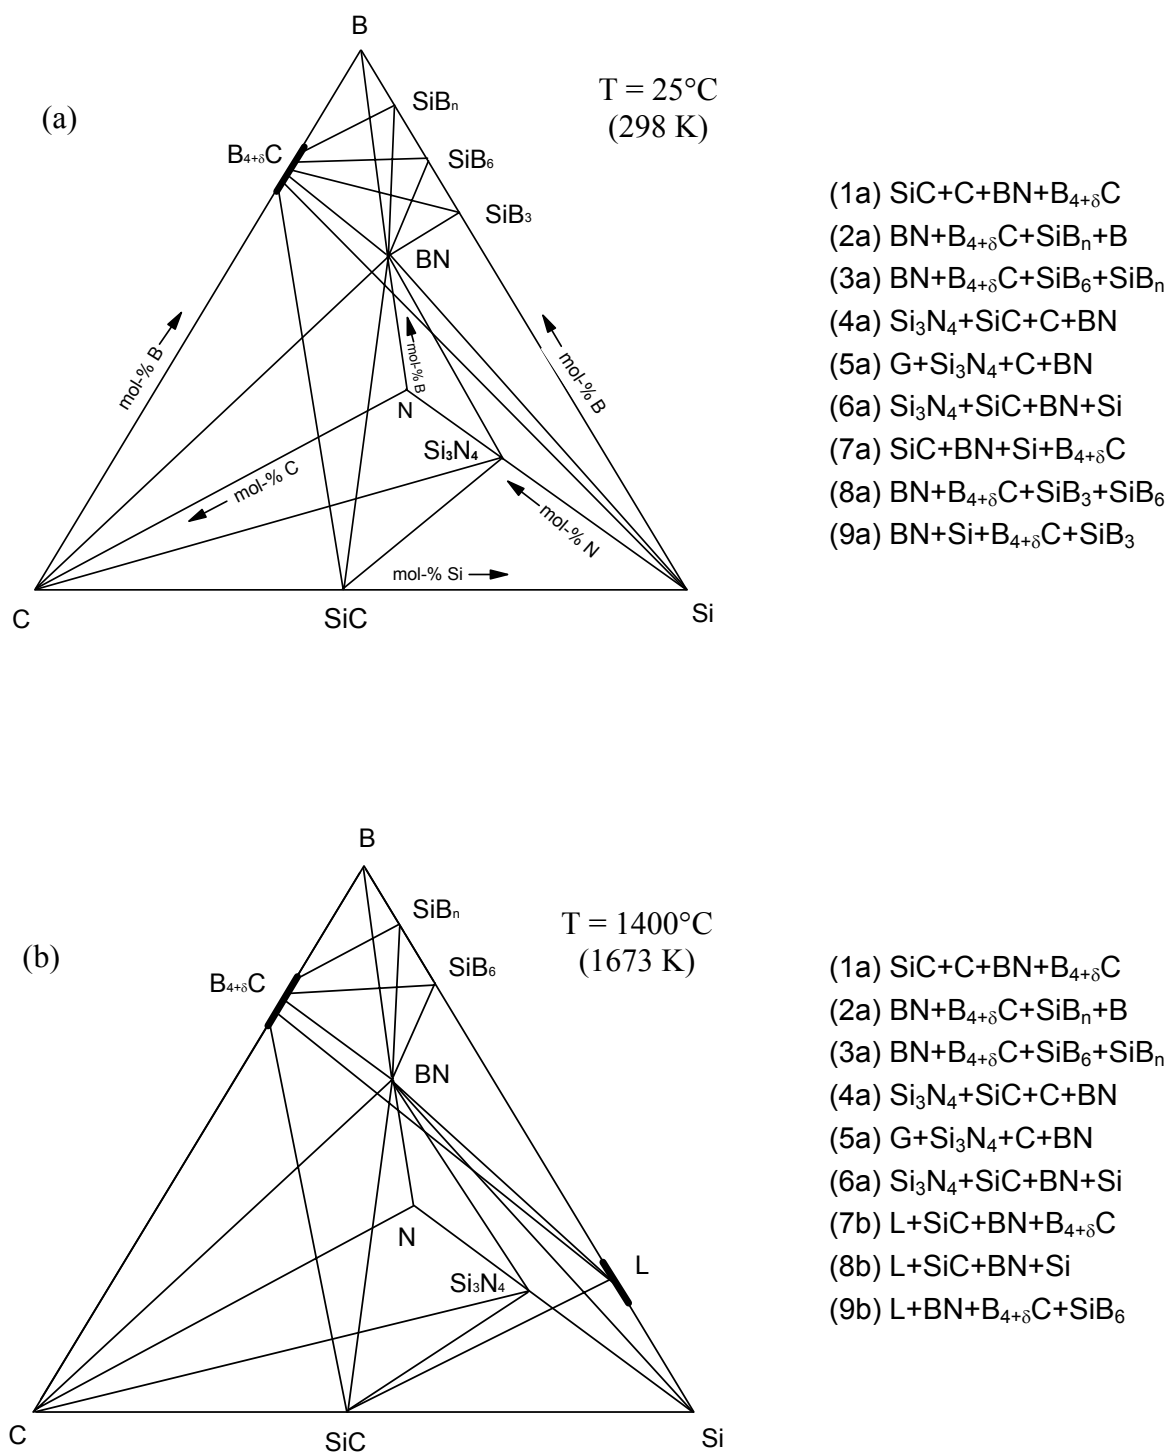 B
(a)
T = 25°C
(298 K)
SiBₙ
B₄₊δC
SiB₆
SiB₃
BN
mol-% B
mol-% B
mol-% B
N
Si₃N₄
mol-% C
mol-% N
mol-% Si
C
SiC
Si
(1a) SiC+C+BN+B₄₊δC
(2a) BN+B₄₊δC+SiBₙ+B
(3a) BN+B₄₊δC+SiB₆+SiBₙ
(4a) Si₃N₄+SiC+C+BN
(5a) G+Si₃N₄+C+BN
(6a) Si₃N₄+SiC+BN+Si
(7a) SiC+BN+Si+B₄₊δC
(8a) BN+B₄₊δC+SiB₃+SiB₆
(9a) BN+Si+B₄₊δC+SiB₃
B
(b)
T = 1400°C
(1673 K)
SiBₙ
SiB₆
B₄₊δC
BN
N
L
Si₃N₄
C
SiC
Si
(1a) SiC+C+BN+B₄₊δC
(2a) BN+B₄₊δC+SiBₙ+B
(3a) BN+B₄₊δC+SiB₆+SiBₙ
(4a) Si₃N₄+SiC+C+BN
(5a) G+Si₃N₄+C+BN
(6a) Si₃N₄+SiC+BN+Si
(7b) L+SiC+BN+B₄₊δC
(8b) L+SiC+BN+Si
(9b) L+BN+B₄₊δC+SiB₆